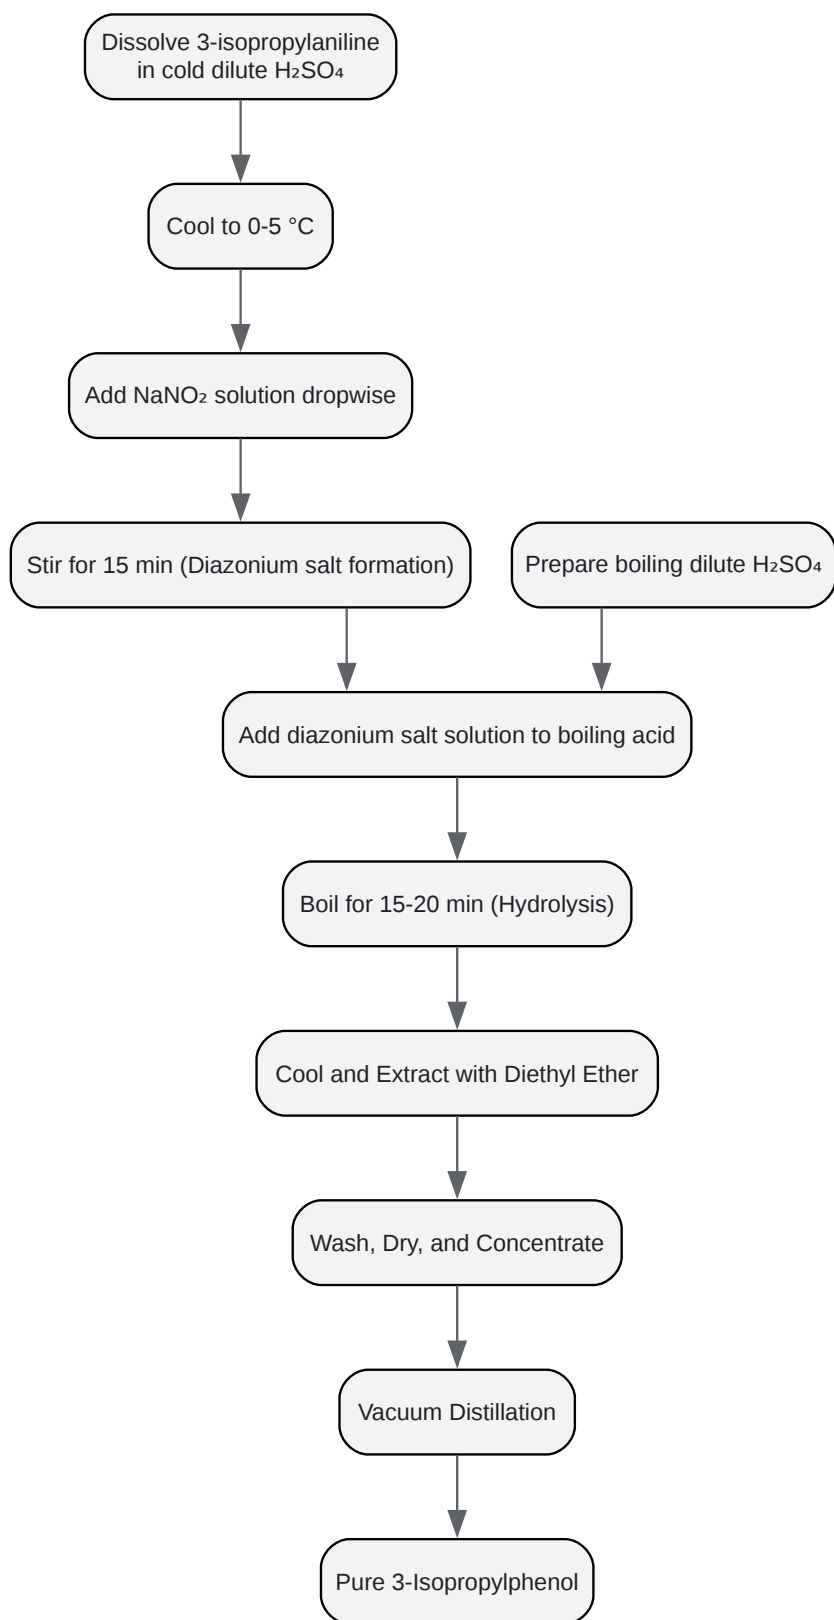 Dissolve 3-isopropylaniline
in cold dilute H₂SO₄
Cool to 0-5 °C
Add NaNO₂ solution dropwise
Stir for 15 min (Diazonium salt formation)
Prepare boiling dilute H₂SO₄
Add diazonium salt solution to boiling acid
Boil for 15-20 min (Hydrolysis)
Cool and Extract with Diethyl Ether
Wash, Dry, and Concentrate
Vacuum Distillation
Pure 3-Isopropylphenol